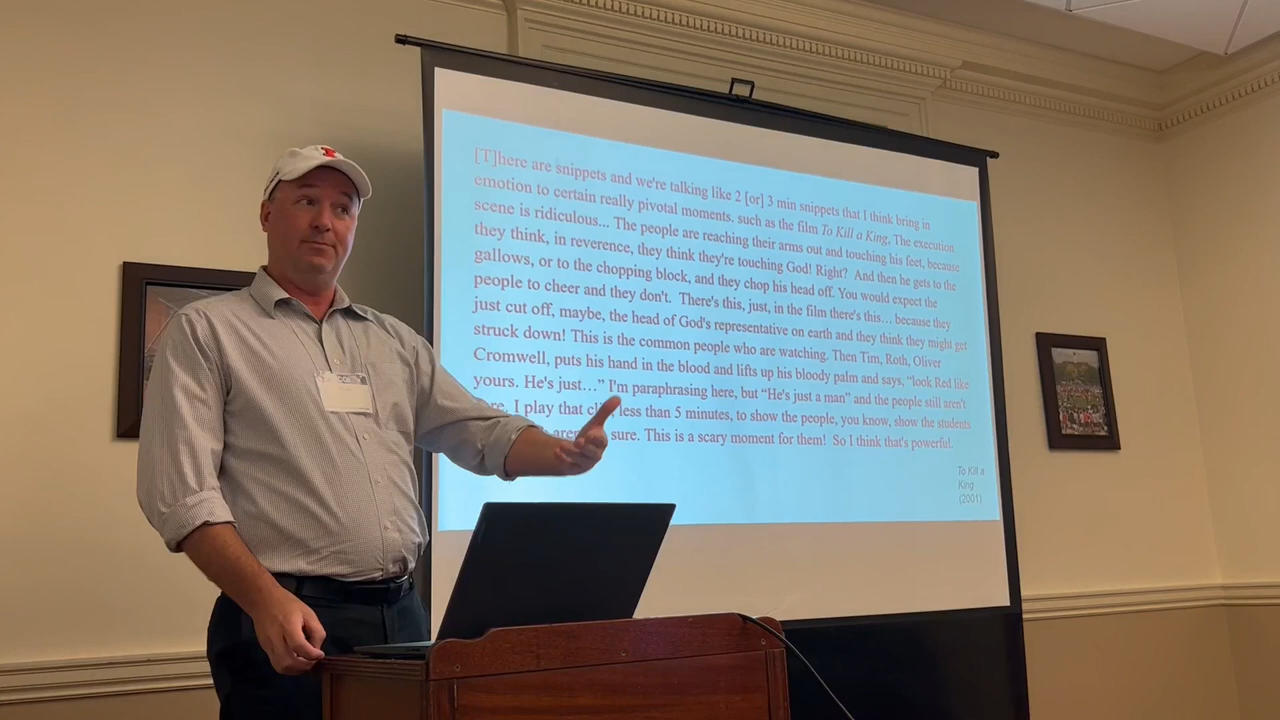 [T]here are snippets and we're talking like 2 [or] 3 min snippets that I think bring in
emotion to certain really pivotal moments. such as the film To Kill a King, The execution
scene is ridiculous... The people are reaching their arms out and touching his feet, because
they think, in reverence, they think they're touching God! Right? And then he gets to the
gallows, or to the chopping block, and they chop his head off. You would expect the
people to cheer and they don't. There's this, just, in the film there's this... because they
just cut off, maybe, the head of God's representative on earth and they think they might get
struck down! This is the common people who are watching. Then Tim, Roth, Oliver
Cromwell, puts his hand in the blood and lifts up his bloody palm and says, “look Red like
yours. He's just…” I'm paraphrasing here, but “He's just a man” and the people still aren't
I play that less than 5 minutes, to show the people, you know, show the students
sure. This is a scary moment for them! So I think that's powerful.
To Kill a
King
(2001)